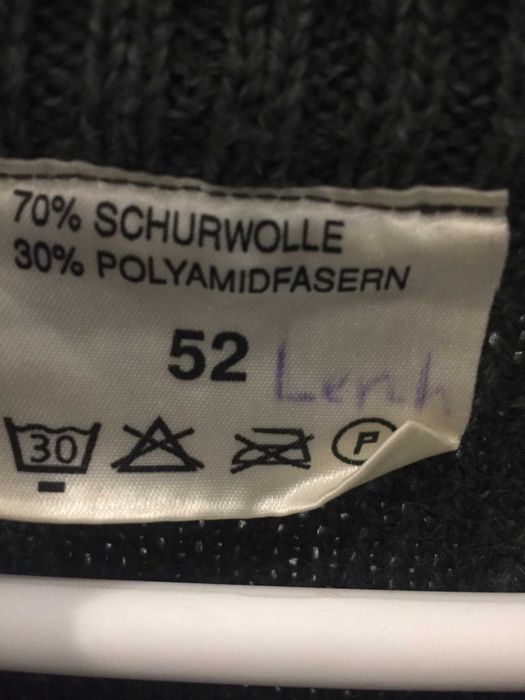 70% SCHURWOLLE
30% POLYAMIDFASERN
52
30
P